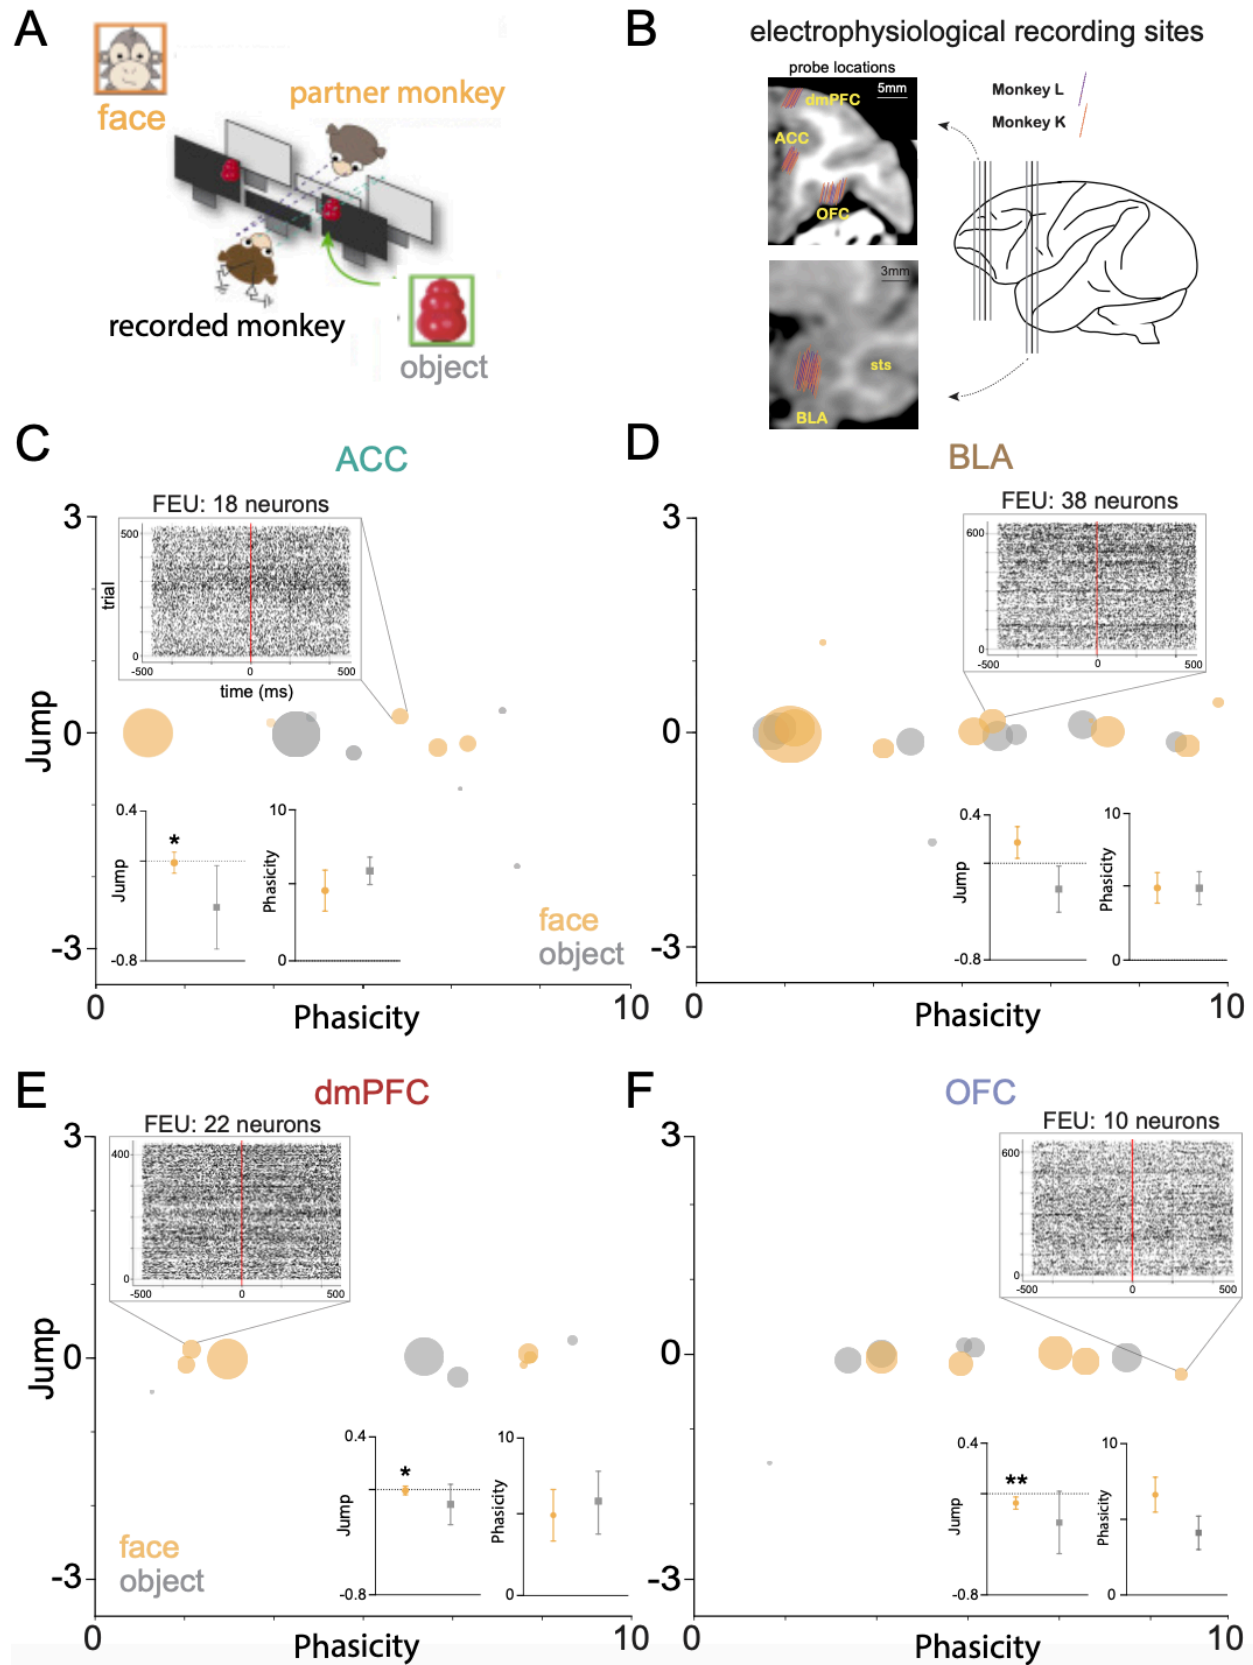 A
face
partner monkey
recorded monkey
object
B
electrophysiological recording sites
probe locations
5mm
dmPFC
ACC
OFC
Monkey L
Monkey K
3mm
sts
BLA
C
ACC
FEU: 18 neurons
500
trial
0
-500
0
500
time (ms)
3
Jump
0
-3
0.4
Jump
*
-0.8
10
Phasicity
0
face
object
0
Phasicity
10
D
BLA
FEU: 38 neurons
600
0
-500
0
500
3
0
-3
0.4
Jump
-0.8
10
Phasicity
0
0
Phasicity
10
E
dmPFC
FEU: 22 neurons
400
0
-500
0
500
3
Jump
0
-3
0.4
Jump
*
-0.8
10
Phasicity
0
face
object
0
Phasicity
10
F
OFC
FEU: 10 neurons
600
0
-500
0
500
3
0
-3
0.4
Jump
**
-0.8
10
Phasicity
0
0
Phasicity
10